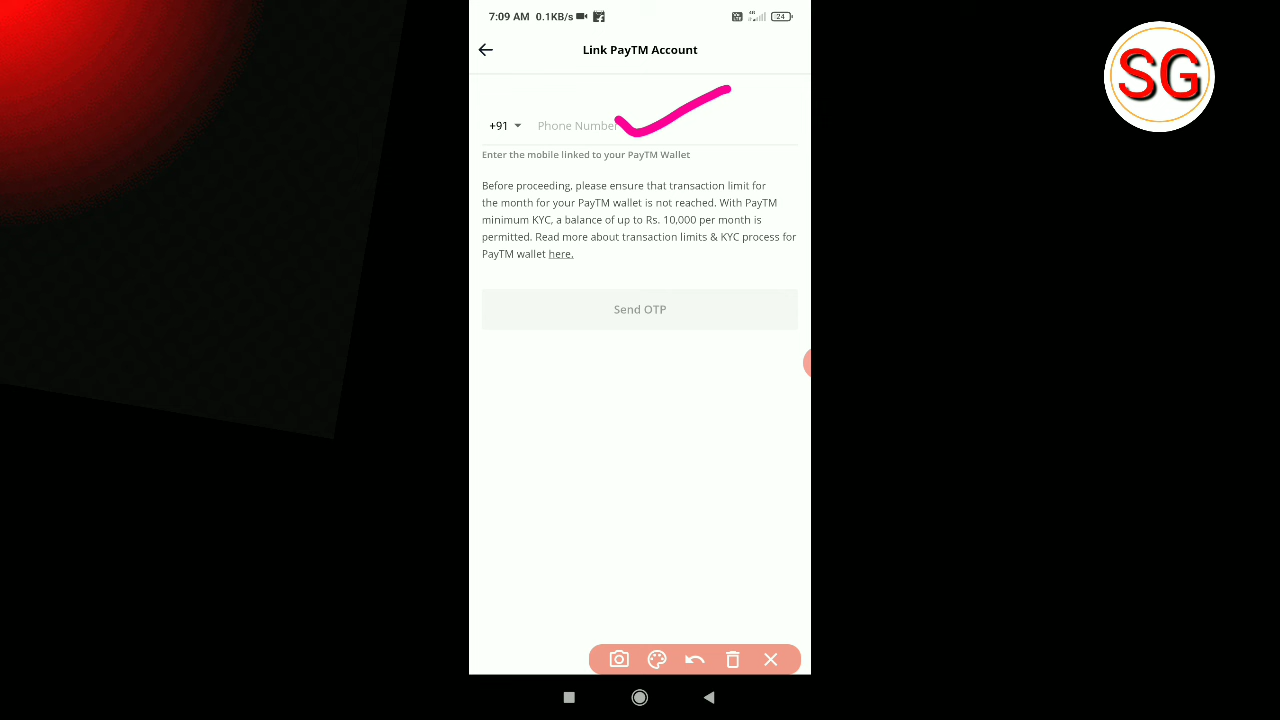 7:09 AM 0.1KB/s
4G
24
Link PayTM Account
SG
+91 Phone Number
Enter the mobile linked to your PayTM Wallet
Before proceeding, please ensure that transaction limit for
the month for your PayTM wallet is not reached. With PayTM
minimum KYC, a balance of up to Rs. 10,000 per month is
permitted. Read more about transaction limits & KYC process for
PayTM wallet here.
Send OTP